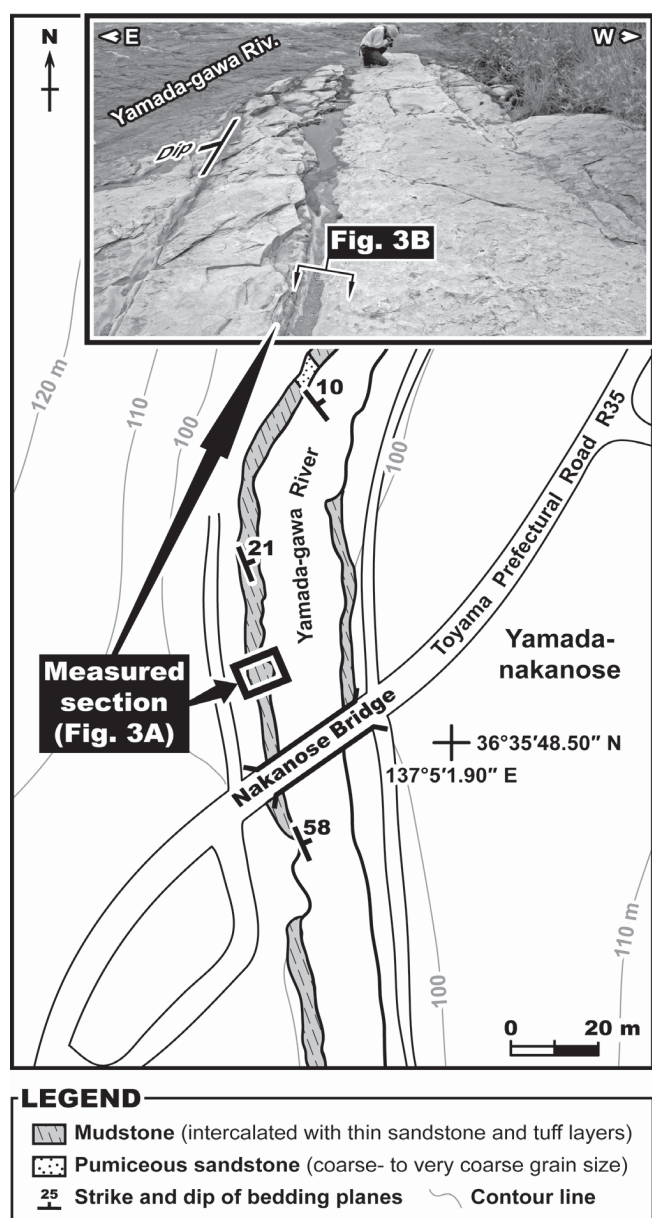 N
E
W
Yamada-gawa Riv.
Dip
Fig. 3B
120 m
110
100
10
100
Toyama Prefectural Road R35
Yamada-gawa River
21
Yamada-
nakanose
Measured
section
(Fig. 3A)
Nakanose Bridge
36°35′48.50″ N
137°5′1.90″ E
58
110 m
100
0 20 m
LEGEND
Mudstone (intercalated with thin sandstone and tuff layers)
Pumiceous sandstone (coarse- to very coarse grain size)
25 Strike and dip of bedding planes
Contour line